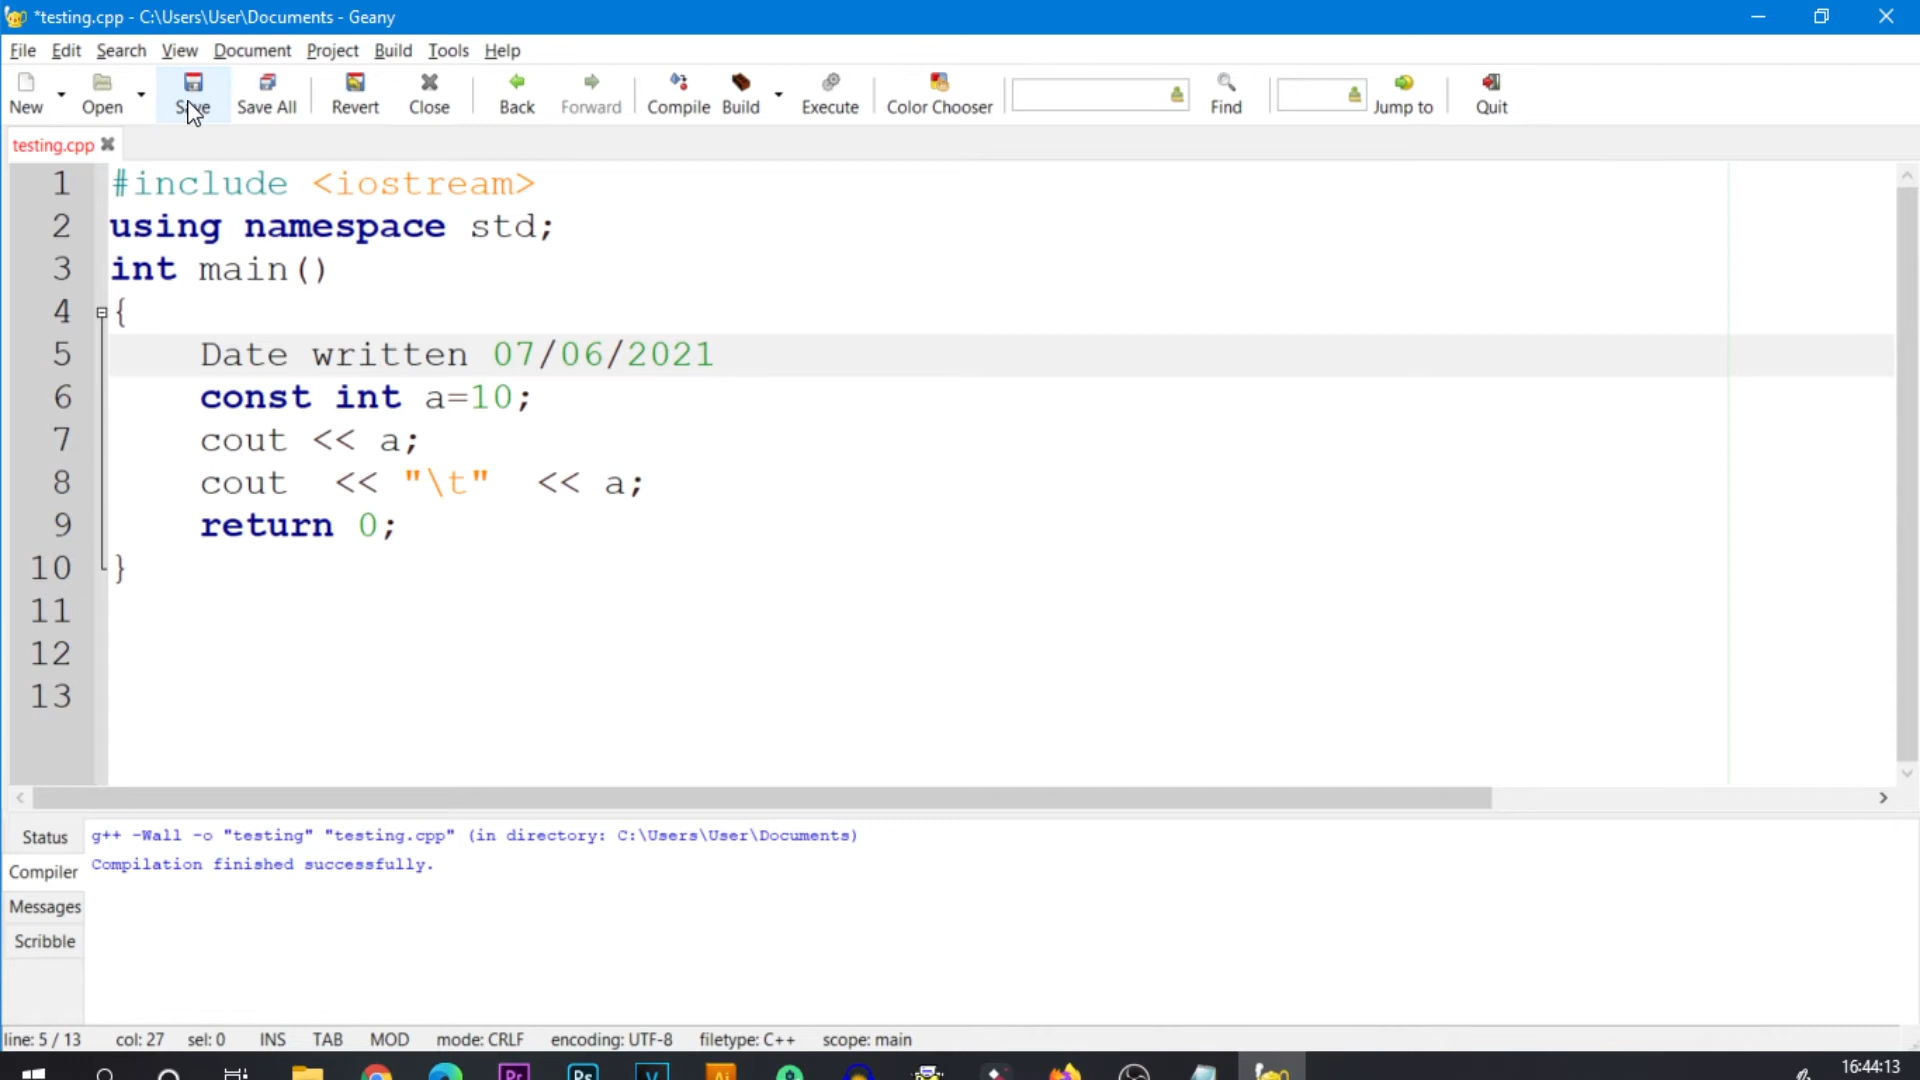 *testing.cpp - C:\Users\User\Documents - Geany
File Edit Search View Document Project Build Tools Help
New Open Save Save All Revert Close Back Forward Compile Build Execute Color Chooser Find Jump to Quit
testing.cpp
1 #include <iostream>
2 using namespace std;
3 int main()
4 {
5 Date written 07/06/2021
6 const int a=10;
7 cout << a;
8 cout  << "\t"  << a;
9 return 0;
10 }
11
12
13
Status
Compiler
Messages
Scribble
g++ -Wall -o "testing" "testing.cpp" (in directory: C:\Users\User\Documents)
Compilation finished successfully.
line: 5 / 13 col: 27 sel: 0 INS TAB MOD mode: CRLF encoding: UTF-8 filetype: C++ scope: main
Pr Ps V Ai
16:44:13